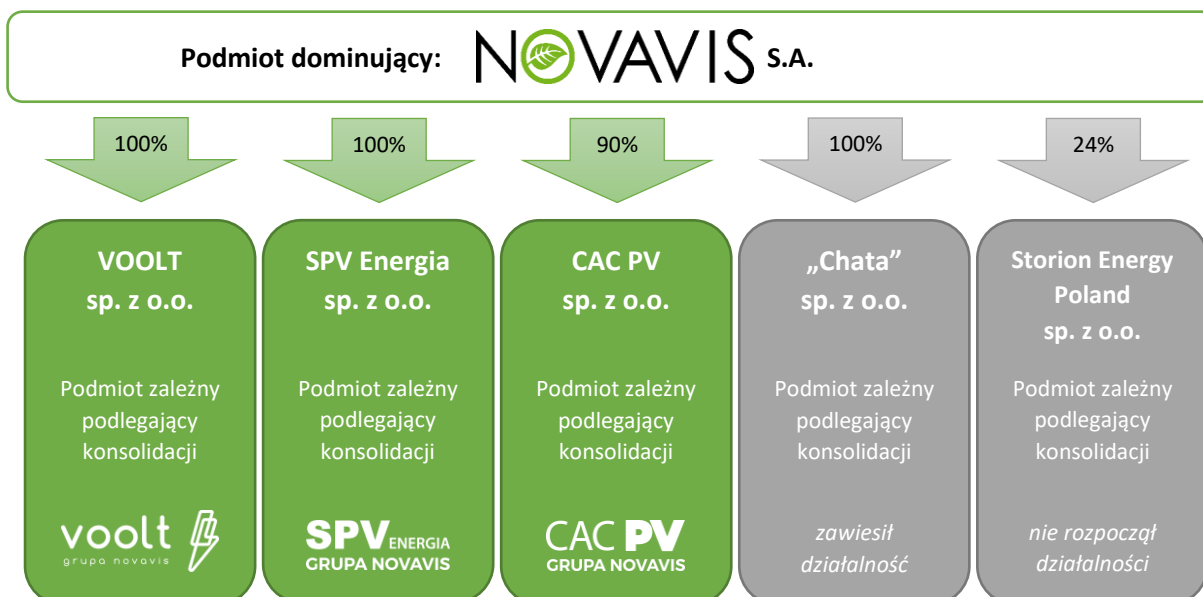 Podmiot dominujący: NOVAVIS S.A.
100%
100%
90%
100%
24%
VOOLT
sp. z o.o.
Podmiot zależny
podlegający
konsolidacji
voolt
grupa novavis
SPV Energia
sp. z o.o.
Podmiot zależny
podlegający
konsolidacji
SPV ENERGIA
GRUPA NOVAVIS
CAC PV
sp. z o.o.
Podmiot zależny
podlegający
konsolidacji
CAC PV
GRUPA NOVAVIS
„Chata”
sp. z o.o.
Podmiot zależny
podlegający
konsolidacji
zawiesił
działalność
Storion Energy
Poland
sp. z o.o.
Podmiot zależny
podlegający
konsolidacji
nie rozpoczął
działalności